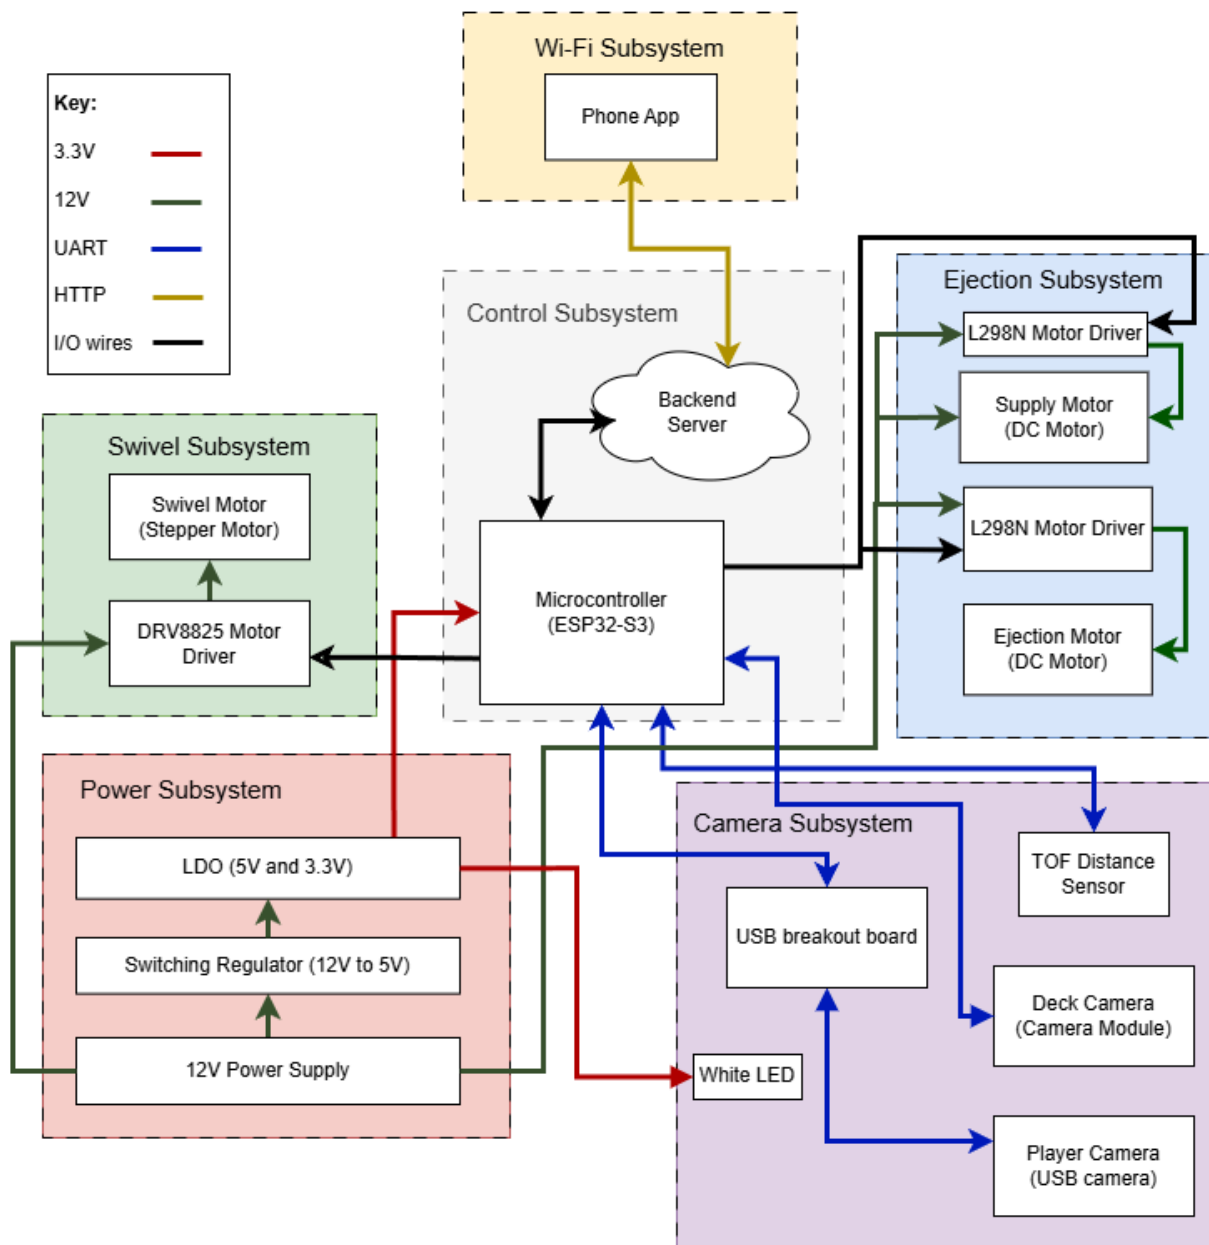 Wi-Fi Subsystem
Phone App
Key:
3.3V
12V
UART
HTTP
I/O wires
Control Subsystem
Backend
Server
Microcontroller
(ESP32-S3)
Ejection Subsystem
L298N Motor Driver
Supply Motor
(DC Motor)
L298N Motor Driver
Ejection Motor
(DC Motor)
Swivel Subsystem
Swivel Motor
(Stepper Motor)
DRV8825 Motor
Driver
Power Subsystem
LDO (5V and 3.3V)
Switching Regulator (12V to 5V)
12V Power Supply
Camera Subsystem
TOF Distance
Sensor
USB breakout board
Deck Camera
(Camera Module)
White LED
Player Camera
(USB camera)